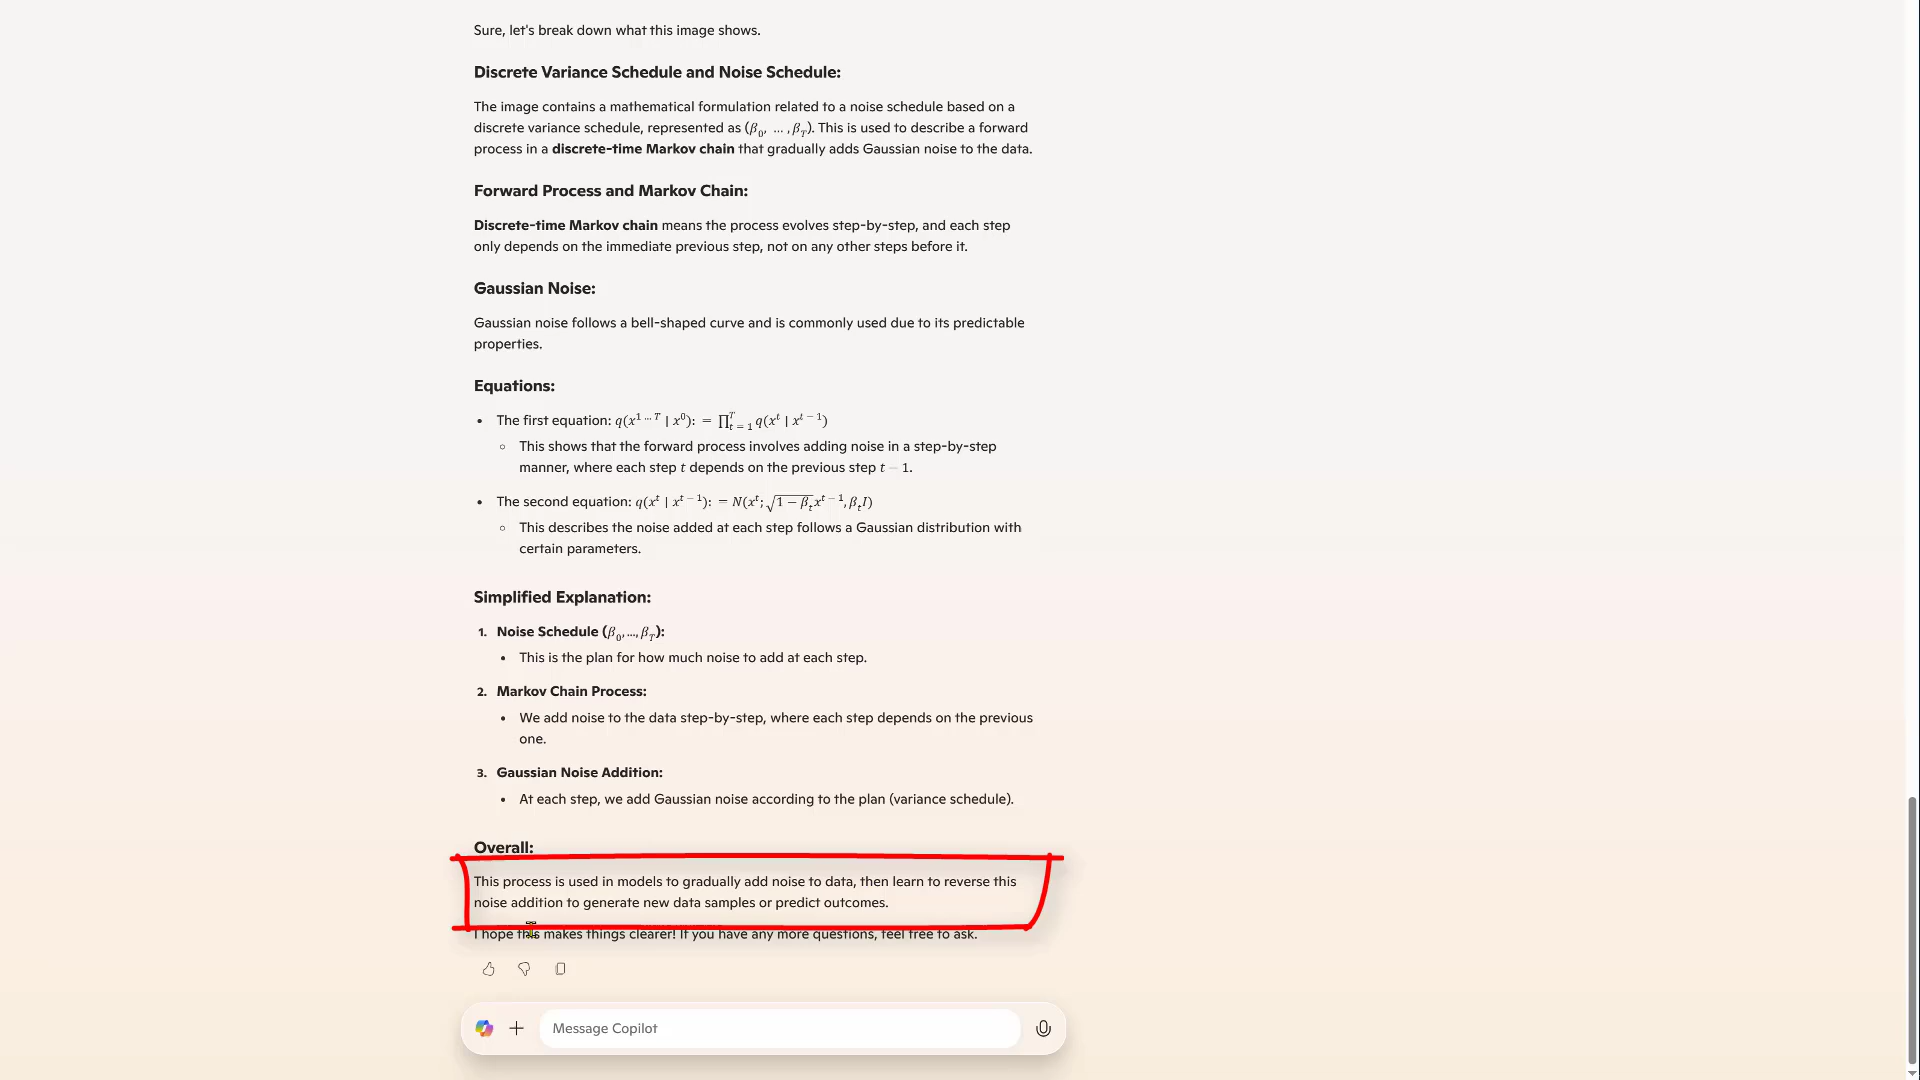 Sure, let's break down what this image shows.
Discrete Variance Schedule and Noise Schedule:
The image contains a mathematical formulation related to a noise schedule based on a
discrete variance schedule, represented as (β₀, … , β_T). This is used to describe a forward
process in a discrete-time Markov chain that gradually adds Gaussian noise to the data.
Forward Process and Markov Chain:
Discrete-time Markov chain means the process evolves step-by-step, and each step
only depends on the immediate previous step, not on any other steps before it.
Gaussian Noise:
Gaussian noise follows a bell-shaped curve and is commonly used due to its predictable
properties.
Equations:
• The first equation: q(x^{1…T} | x^0): = ∏_{t=1}^{T} q(x^t | x^{t−1})
◦ This shows that the forward process involves adding noise in a step-by-step
manner, where each step t depends on the previous step t − 1.
• The second equation: q(x^t | x^{t−1}): = N(x^t; √(1 − β_t)x^{t−1}, β_t I)
◦ This describes the noise added at each step follows a Gaussian distribution with
certain parameters.
Simplified Explanation:
1. Noise Schedule (β₀, …, β_T):
• This is the plan for how much noise to add at each step.
2. Markov Chain Process:
• We add noise to the data step-by-step, where each step depends on the previous
one.
3. Gaussian Noise Addition:
• At each step, we add Gaussian noise according to the plan (variance schedule).
Overall:
This process is used in models to gradually add noise to data, then learn to reverse this
noise addition to generate new data samples or predict outcomes.
I hope this makes things clearer! If you have any more questions, feel free to ask.
Message Copilot